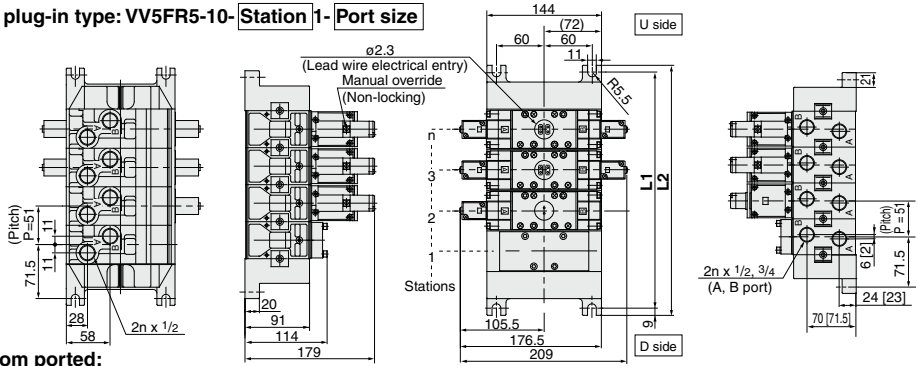 plug-in type: VV5FR5-10- Station 1- Port size
144
(72)
U side
60
60
11
ø2.3
(Lead wire electrical entry)
Manual override
(Non-locking)
R5.5
21
n
3
2
1
Stations
L1
L2
A
B
A
B
A
B
A
B
(Pitch)
P=51
11
11
71.5
28
58
2n x 1/2
20
91
114
179
105.5
176.5
209
9
D side
B
A
B
A
B
A
B
A
(Pitch)
P = 51
71.5
6 [2]
2n x 1/2, 3/4
(A, B port)
24 [23]
70 [71.5]
om ported: